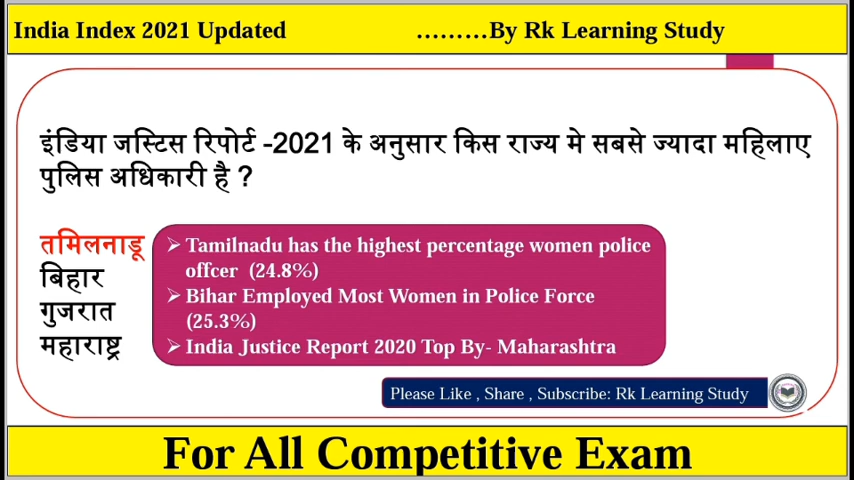 India Index 2021 Updated .........By Rk Learning Study
इंडिया जस्टिस रिपोर्ट -2021 के अनुसार किस राज्य मे सबसे ज्यादा महिलाए
पुलिस अधिकारी है ?
तमिलनाडू
बिहार
गुजरात
महाराष्ट्र
➢ Tamilnadu has the highest percentage women police
offcer (24.8%)
➢ Bihar Employed Most Women in Police Force
(25.3%)
➢ India Justice Report 2020 Top By- Maharashtra
Please Like , Share , Subscribe: Rk Learning Study
For All Competitive Exam